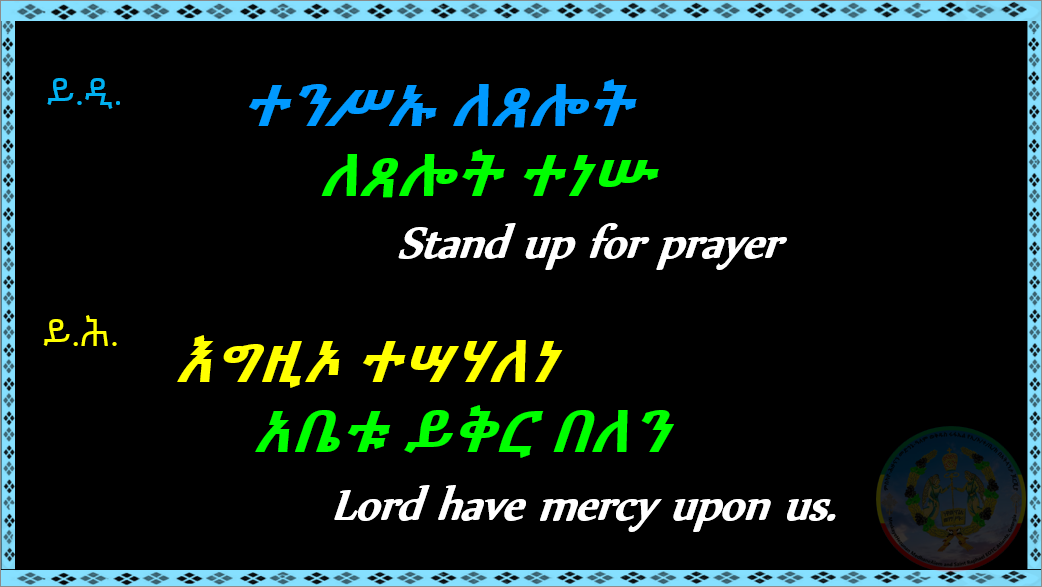 ይ.ዲ.
ተንሥኡ ለጸሎት
ለጸሎት ተነሡ
Stand up for prayer
ይ.ሕ.
እግዚኦ ተሣሃለነ
አቤቱ ይቅር በለን
Lord have mercy upon us.